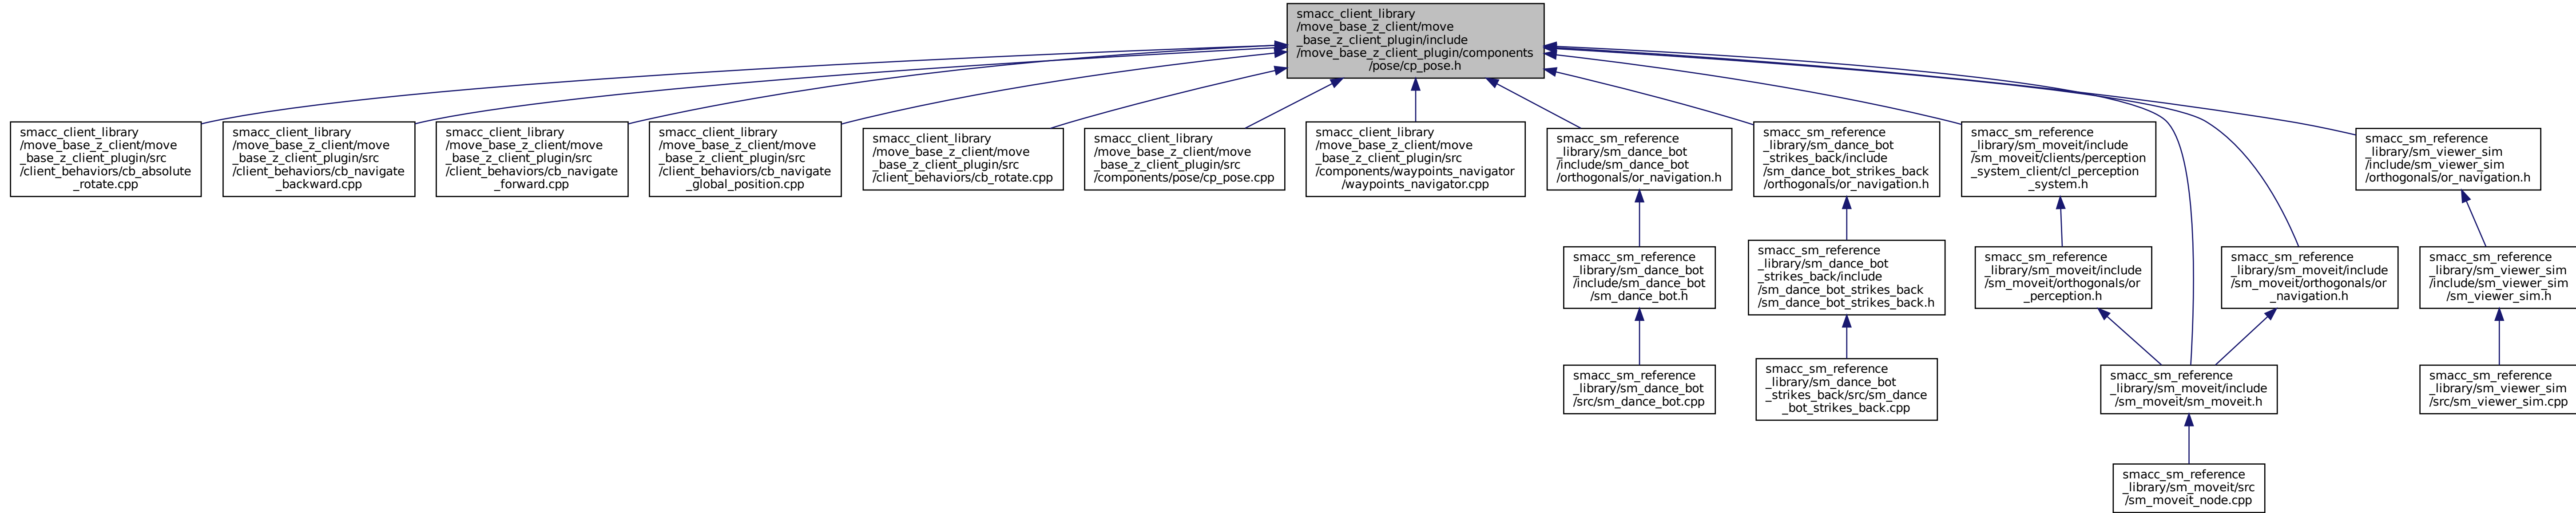 smacc_client_library
/move_base_z_client/move
_base_z_client_plugin/include
/move_base_z_client_plugin/components
/pose/cp_pose.h
smacc_client_library
/move_base_z_client/move
_base_z_client_plugin/src
/client_behaviors/cb_absolute
_rotate.cpp
smacc_client_library
/move_base_z_client/move
_base_z_client_plugin/src
/client_behaviors/cb_navigate
_backward.cpp
smacc_client_library
/move_base_z_client/move
_base_z_client_plugin/src
/client_behaviors/cb_navigate
_forward.cpp
smacc_client_library
/move_base_z_client/move
_base_z_client_plugin/src
/client_behaviors/cb_navigate
_global_position.cpp
smacc_client_library
/move_base_z_client/move
_base_z_client_plugin/src
/client_behaviors/cb_rotate.cpp
smacc_client_library
/move_base_z_client/move
_base_z_client_plugin/src
/components/pose/cp_pose.cpp
smacc_client_library
/move_base_z_client/move
_base_z_client_plugin/src
/components/waypoints_navigator
/waypoints_navigator.cpp
smacc_sm_reference
_library/sm_dance_bot
/include/sm_dance_bot
/orthogonals/or_navigation.h
smacc_sm_reference
_library/sm_dance_bot
_strikes_back/include
/sm_dance_bot_strikes_back
/orthogonals/or_navigation.h
smacc_sm_reference
_library/sm_moveit/include
/sm_moveit/clients/perception
_system_client/cl_perception
_system.h
smacc_sm_reference
_library/sm_viewer_sim
/include/sm_viewer_sim
/orthogonals/or_navigation.h
smacc_sm_reference
_library/sm_dance_bot
/include/sm_dance_bot
/sm_dance_bot.h
smacc_sm_reference
_library/sm_dance_bot
_strikes_back/include
/sm_dance_bot_strikes_back
/sm_dance_bot_strikes_back.h
smacc_sm_reference
_library/sm_moveit/include
/sm_moveit/orthogonals/or
_perception.h
smacc_sm_reference
_library/sm_moveit/include
/sm_moveit/orthogonals/or
_navigation.h
smacc_sm_reference
_library/sm_viewer_sim
/include/sm_viewer_sim
/sm_viewer_sim.h
smacc_sm_reference
_library/sm_dance_bot
/src/sm_dance_bot.cpp
smacc_sm_reference
_library/sm_dance_bot
_strikes_back/src/sm_dance
_bot_strikes_back.cpp
smacc_sm_reference
_library/sm_moveit/include
/sm_moveit/sm_moveit.h
smacc_sm_reference
_library/sm_viewer_sim
/src/sm_viewer_sim.cpp
smacc_sm_reference
_library/sm_moveit/src
/sm_moveit_node.cpp